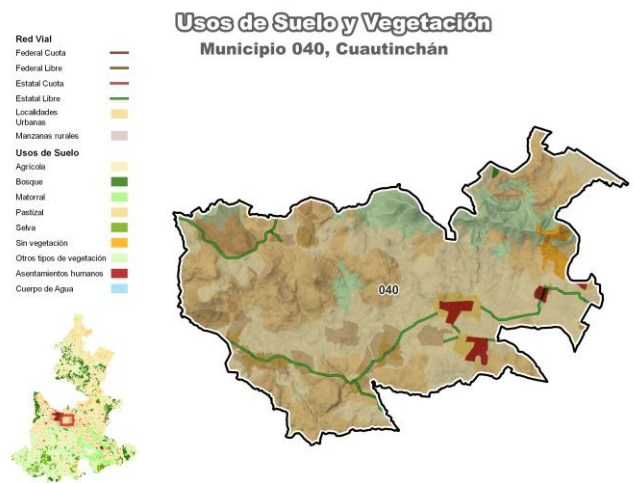 Usos de Suelo y Vegetación
Municipio 040, Cuautinchán
Red Vial
Federal Cuota
Federal Libre
Estatal Cuota
Estatal Libre
Localidades
Urbanas
Manzanas rurales
Usos de Suelo
Agrícola
Bosque
Matorral
Pastizal
Selva
Sin vegetación
Otros tipos de vegetación
Asentamientos humanos
Cuerpo de Agua
040